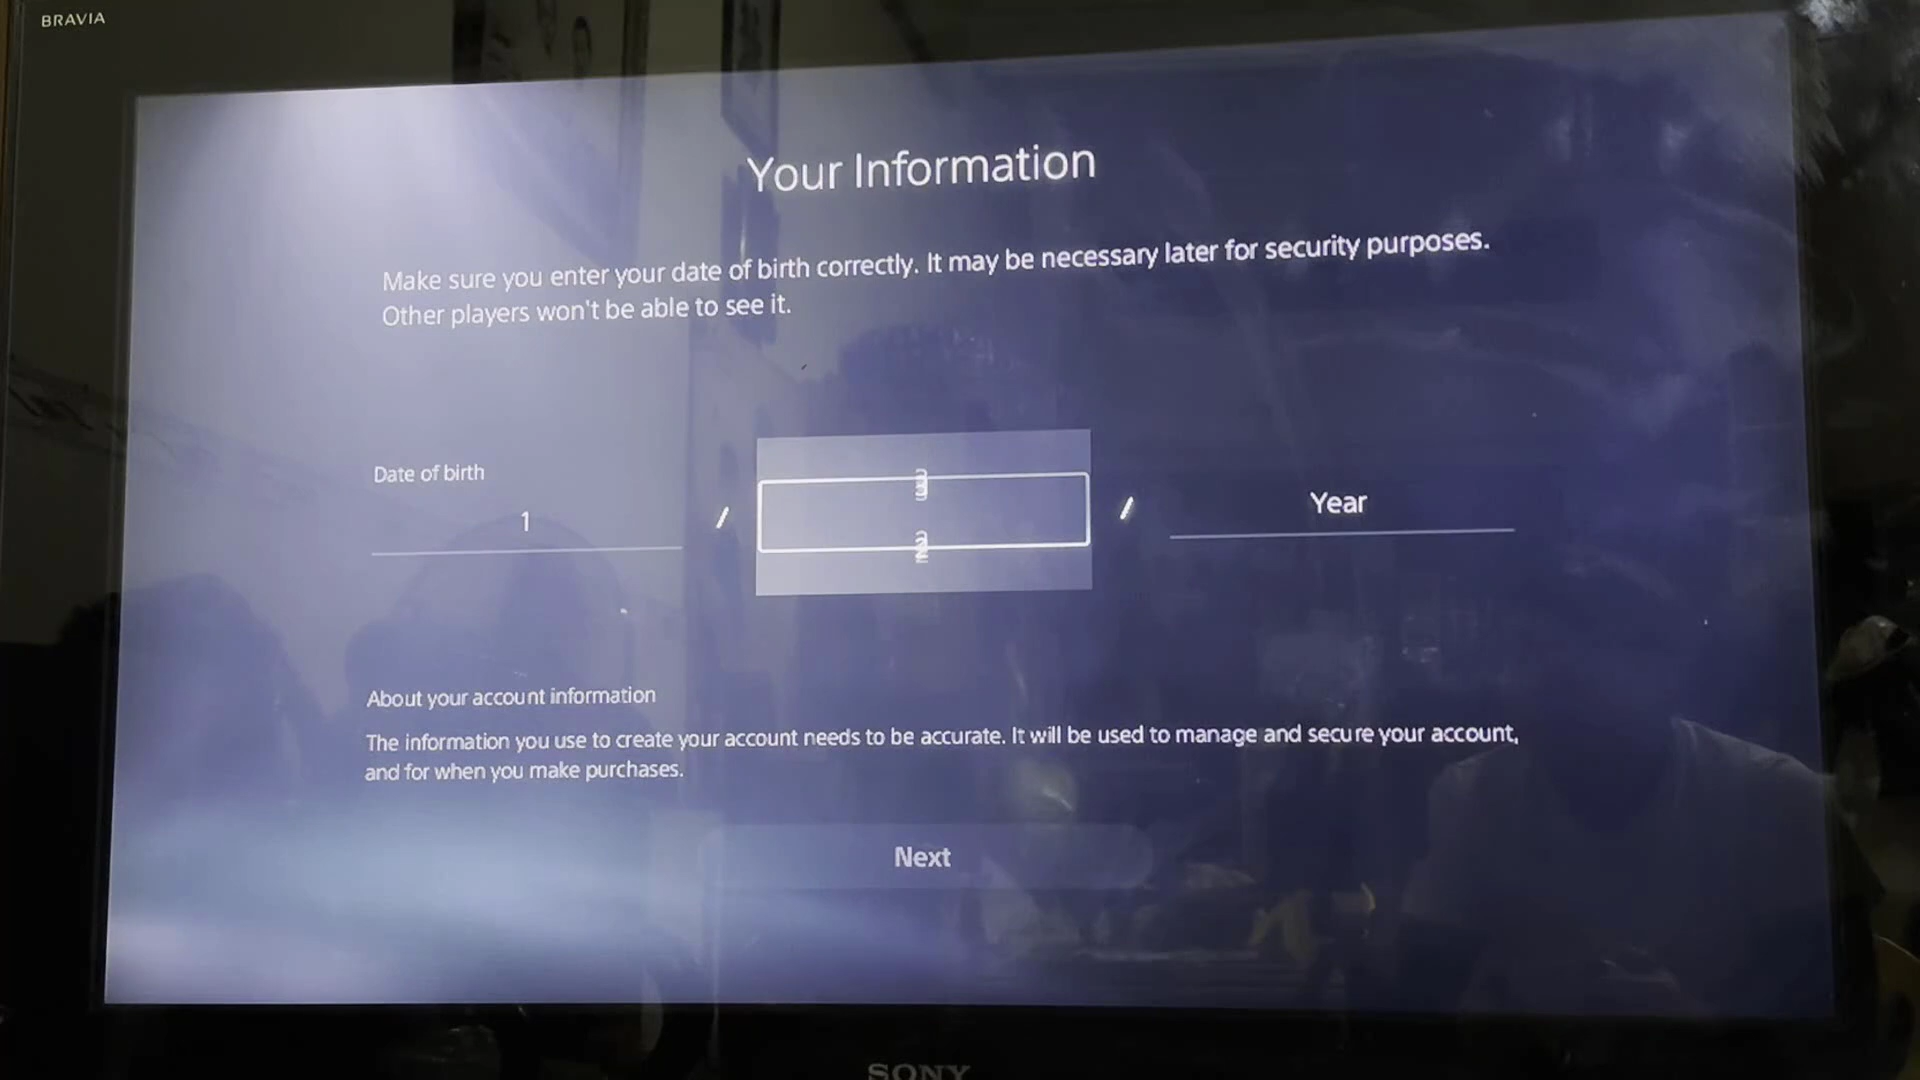 BRAVIA
Your Information
Make sure you enter your date of birth correctly. It may be necessary later for security purposes.
Other players won't be able to see it.
Date of birth
1 / / Year
About your account information
The information you use to create your account needs to be accurate. It will be used to manage and secure your account,
and for when you make purchases.
Next
SONY